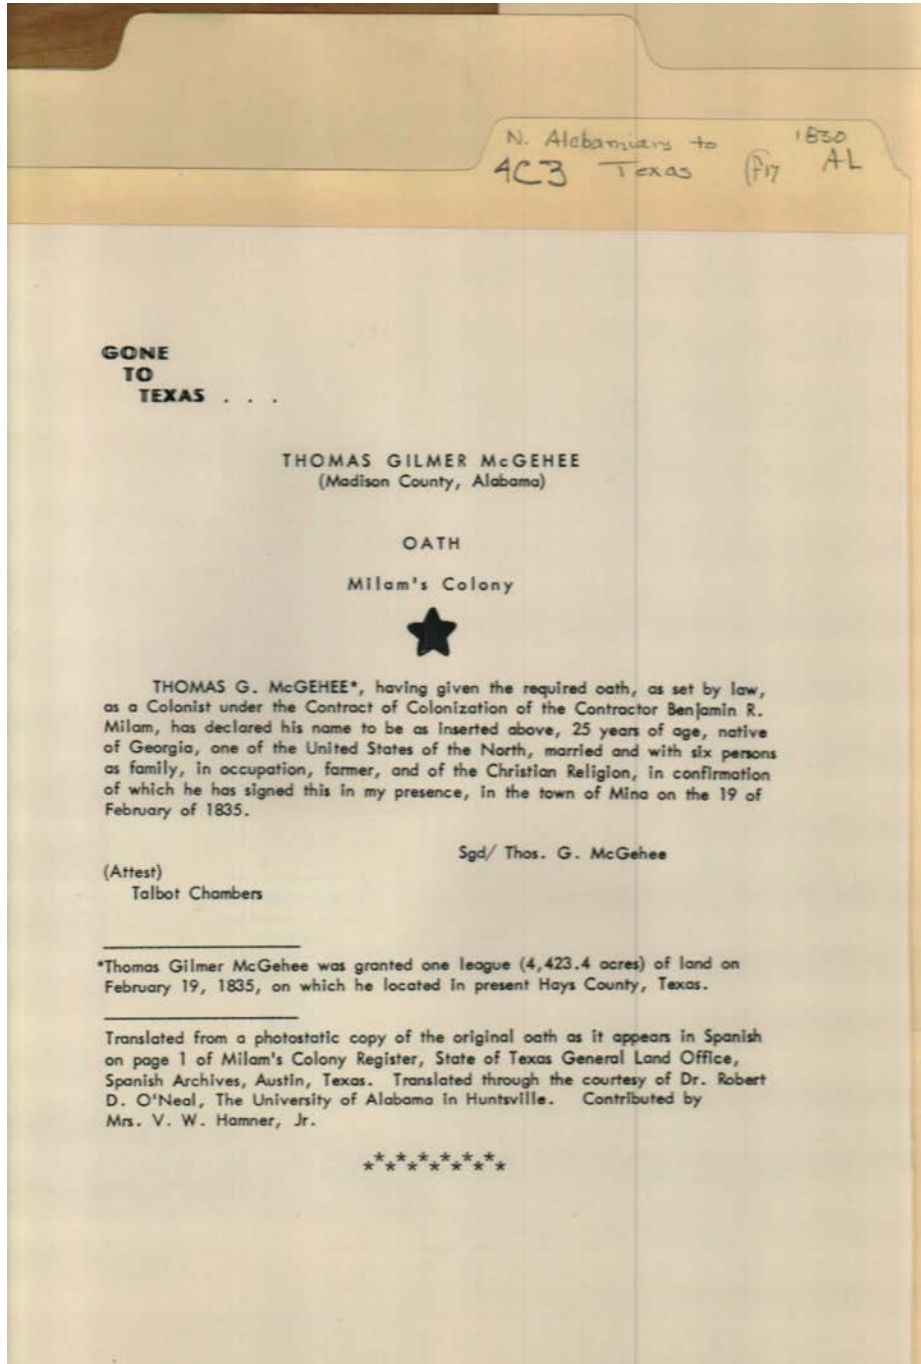 N. Alabamians to 1830
4C3 Texas AL
GONE
TO
TEXAS . . .
THOMAS GILMER McGEHEE
(Madison County, Alabama)
OATH
Milam's Colony
THOMAS G. McGEHEE*, having given the required oath, as set by law,
as a Colonist under the Contract of Colonization of the Contractor Benjamin R.
Milam, has declared his name to be as inserted above, 25 years of age, native
of Georgia, one of the United States of the North, married and with six persons
as family, in occupation, farmer, and of the Christian Religion, in confirmation
of which he has signed this in my presence, in the town of Mina on the 19 of
February of 1835.
Sgd/ Thos. G. McGehee
(Attest)
Talbot Chambers
*Thomas Gilmer McGehee was granted one league (4,423.4 acres) of land on
February 19, 1835, on which he located in present Hays County, Texas.
Translated from a photostatic copy of the original oath as it appears in Spanish
on page 1 of Milam's Colony Register, State of Texas General Land Office,
Spanish Archives, Austin, Texas. Translated through the courtesy of Dr. Robert
D. O'Neal, The University of Alabama in Huntsville. Contributed by
Mrs. V. W. Hamner, Jr.
*************